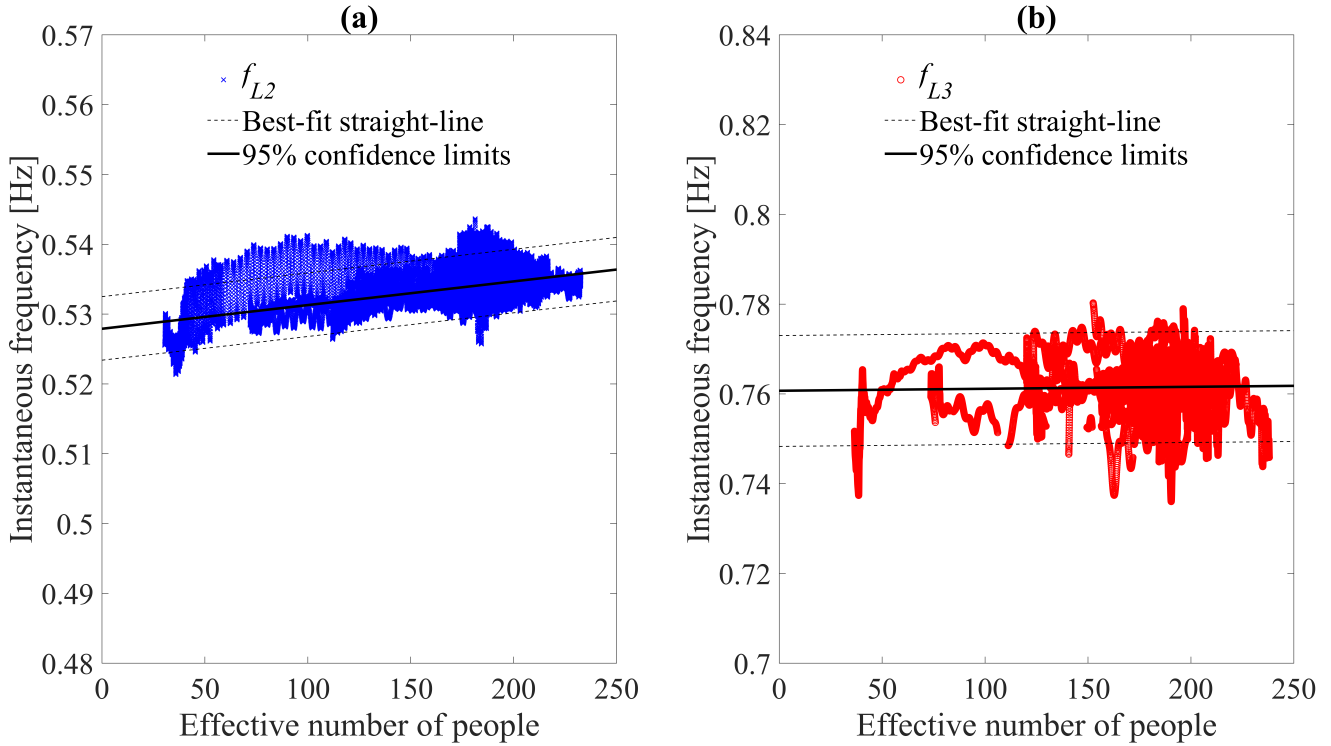 (a)
Instantaneous frequency [Hz]
0.57
0.56
0.55
0.54
0.53
0.52
0.51
0.5
0.49
0.48
f_L2
Best-fit straight-line
95% confidence limits
0 50 100 150 200 250
Effective number of people
(b)
Instantaneous frequency [Hz]
0.84
0.82
0.8
0.78
0.76
0.74
0.72
0.7
f_L3
Best-fit straight-line
95% confidence limits
0 50 100 150 200 250
Effective number of people